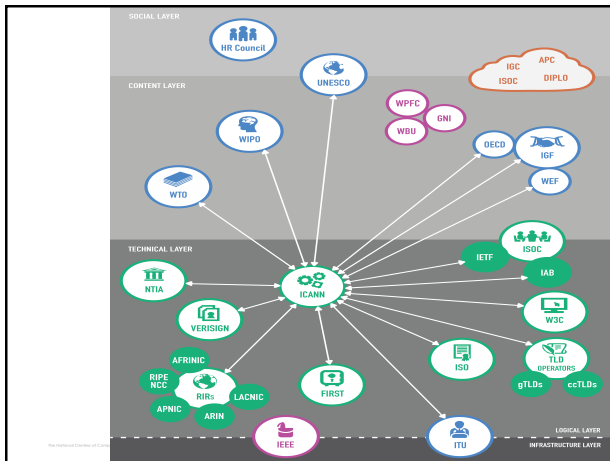 SOCIAL LAYER
HR Council
APC
IGC
ISOC
DIPLO
UNESCO
CONTENT LAYER
WPFC
GNI
WBU
WIPO
OECD
IGF
WEF
WTO
TECHNICAL LAYER
ISOC
IETF
IAB
NTIA
ICANN
W3C
VERISIGN
AFRINIC
ISO
TLD
OPERATORS
RIPE
NCC
RIRs
LACNIC
FIRST
gTLDs
ccTLDs
APNIC
ARIN
LOGICAL LAYER
IEEE
ITU
INFRASTRUCTURE LAYER